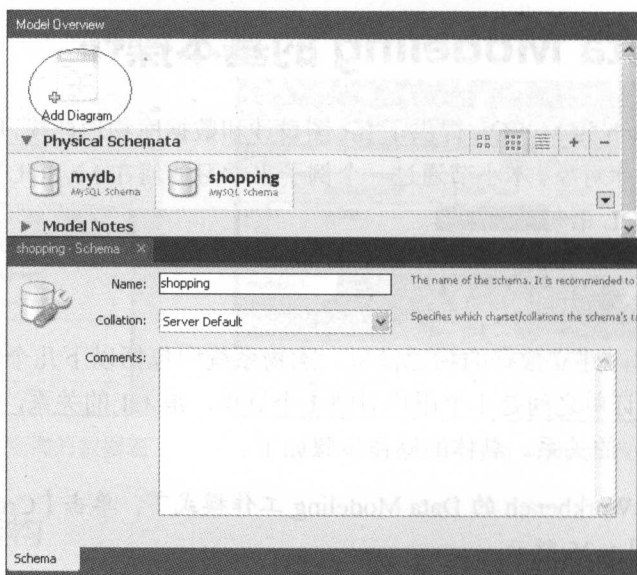 Model Overview
Add Diagram
Physical Schemata
mydb
MySQL Schema
shopping
MySQL Schema
Model Notes
shopping - Schema
Name: shopping
The name of the schema. It is recommended to
Collation: Server Default
Specifies which charset/collations the schema's
Comments:
Schema